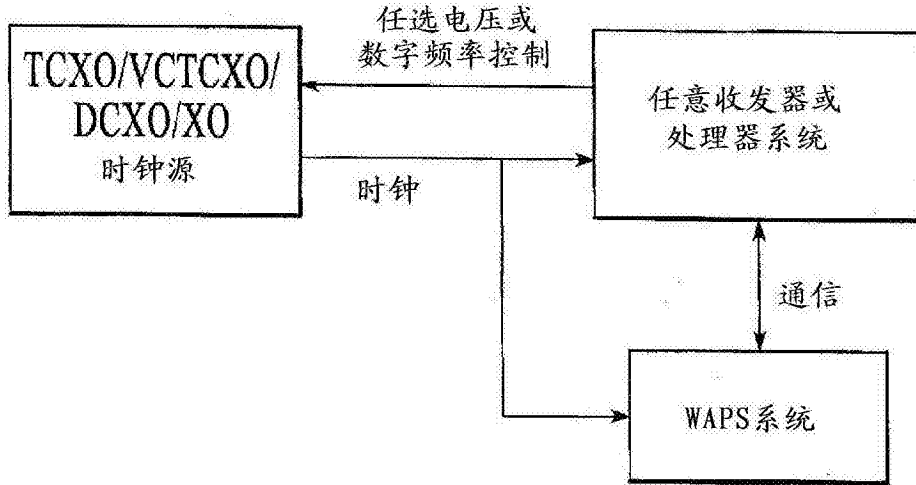 TCXO/VCTCXO/
DCXO/XO
时钟源
任选电压或
数字频率控制
时钟
任意收发器或
处理器系统
通信
WAPS系统